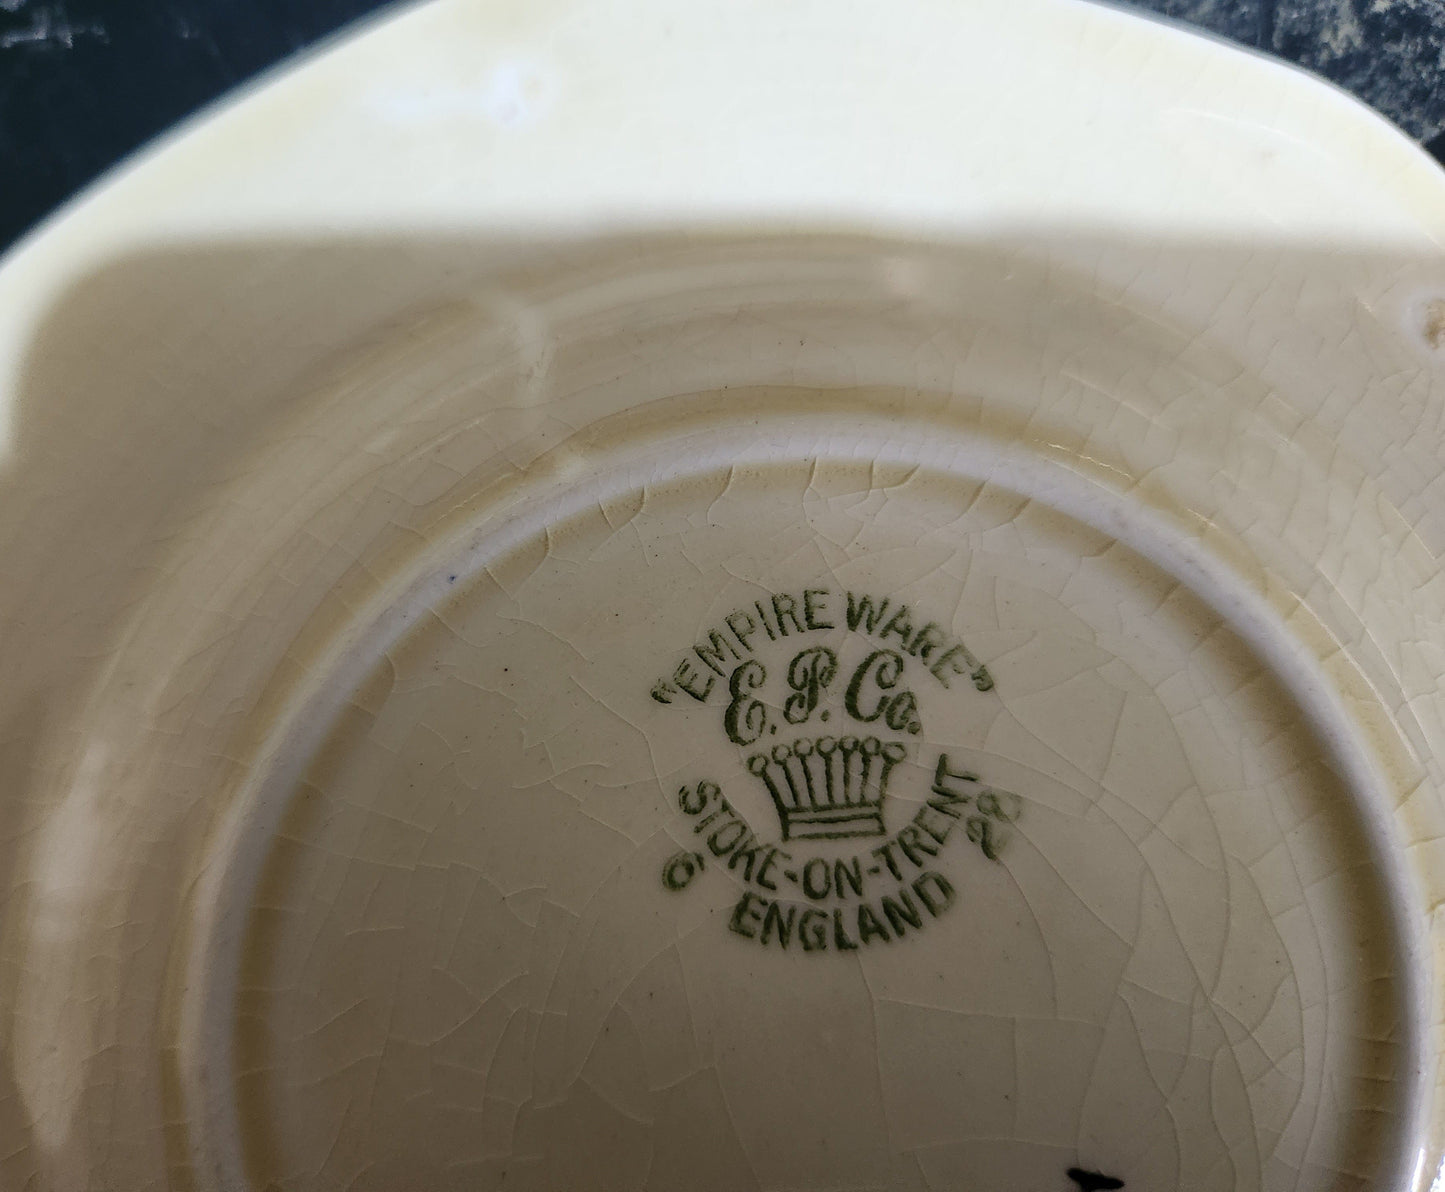 "EMPIRE WARE"
E. P. Co.
STOKE-ON-TRENT
6 28
ENGLAND